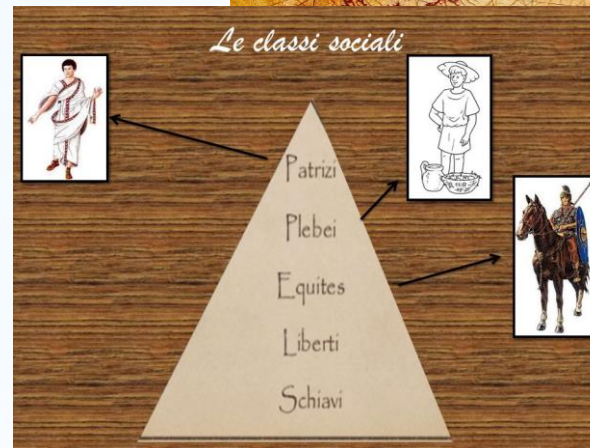 Le classi sociali
Patrizi
Plebei
Equites
Liberti
Schiavi